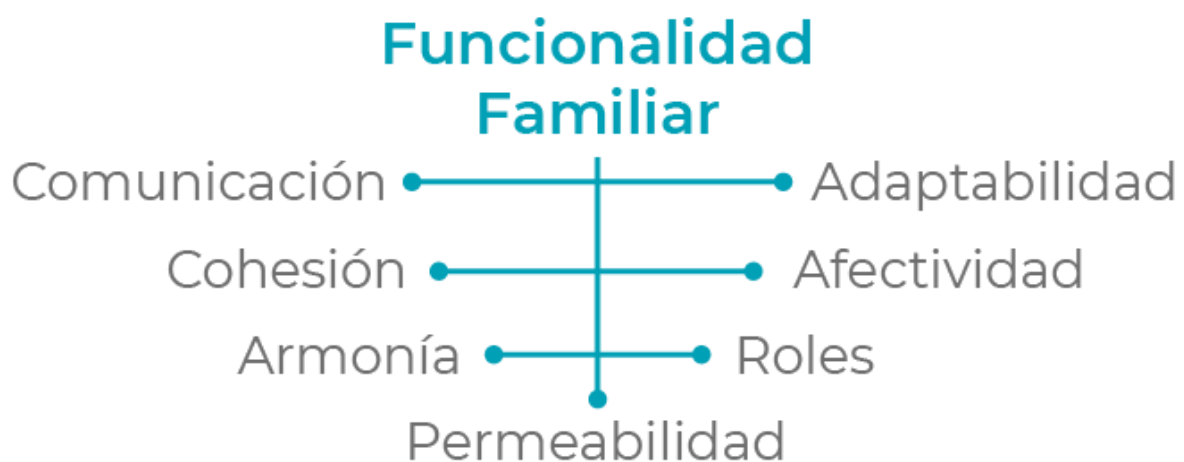 Funcionalidad
Familiar
Comunicación
Adaptabilidad
Cohesión
Afectividad
Armonía
Roles
Permeabilidad